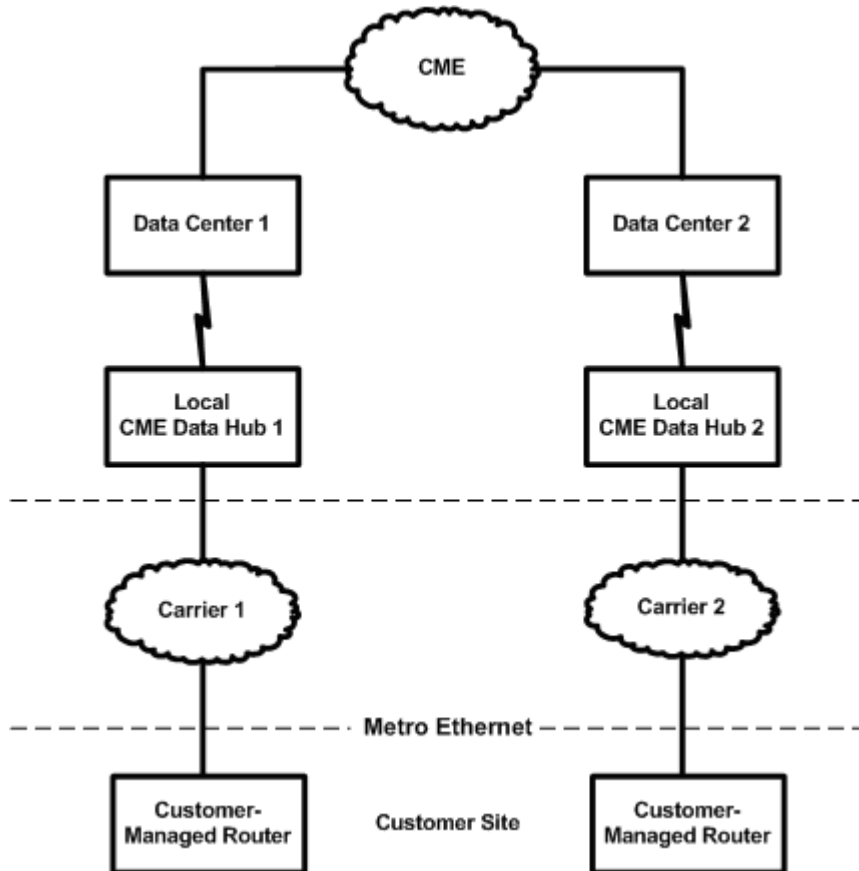 CME
Data Center 1
Data Center 2
Local
CME Data Hub 1
Local
CME Data Hub 2
Carrier 1
Carrier 2
Metro Ethernet
Customer-
Managed Router
Customer Site
Customer-
Managed Router